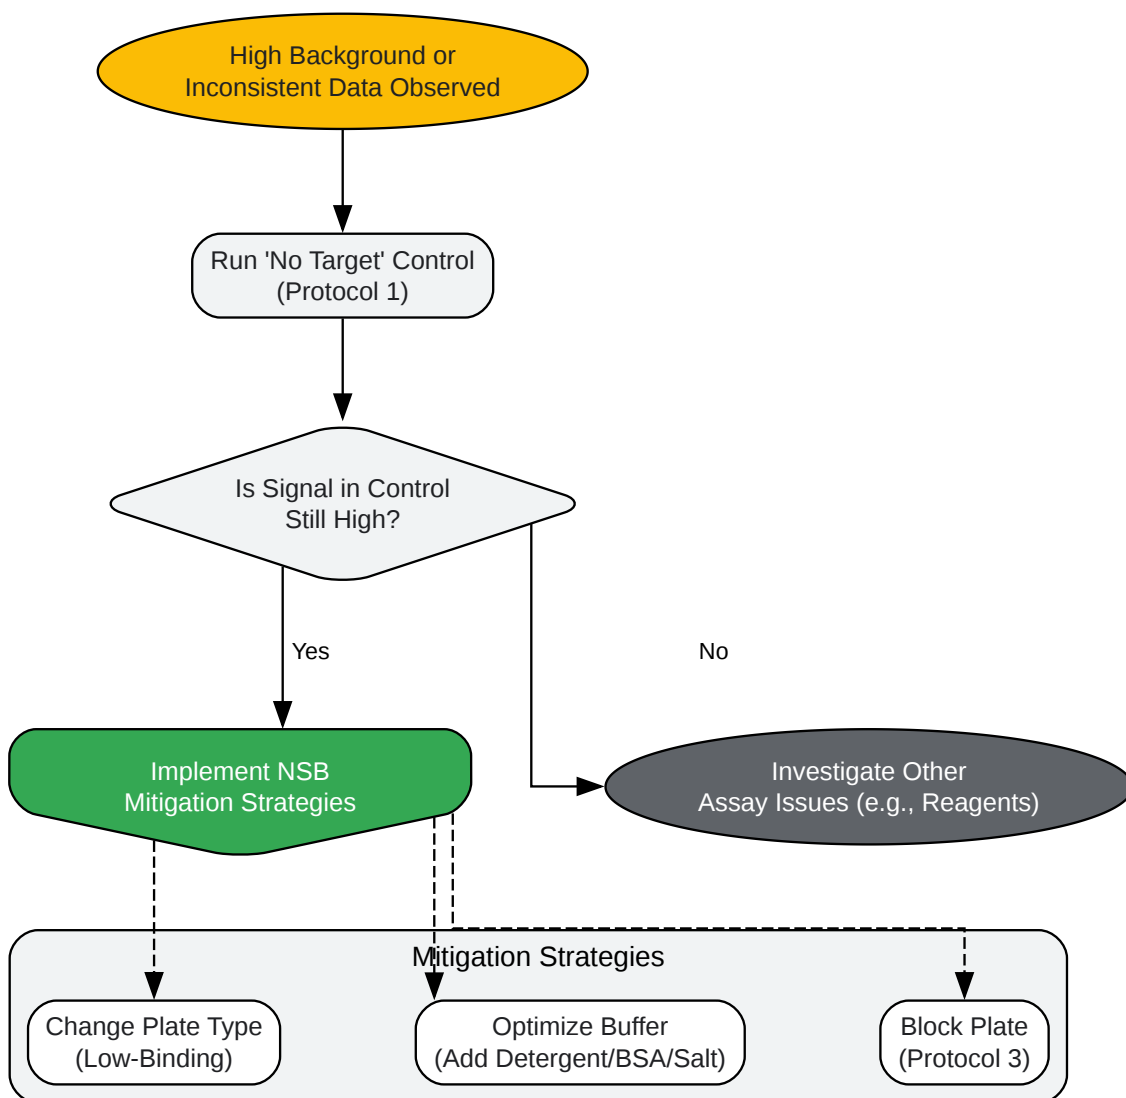 High Background or
Inconsistent Data Observed
Run 'No Target' Control
(Protocol 1)
Is Signal in Control
Still High?
Yes
No
Implement NSB
Mitigation Strategies
Investigate Other
Assay Issues (e.g., Reagents)
Mitigation Strategies
Change Plate Type
(Low-Binding)
Optimize Buffer
(Add Detergent/BSA/Salt)
Block Plate
(Protocol 3)